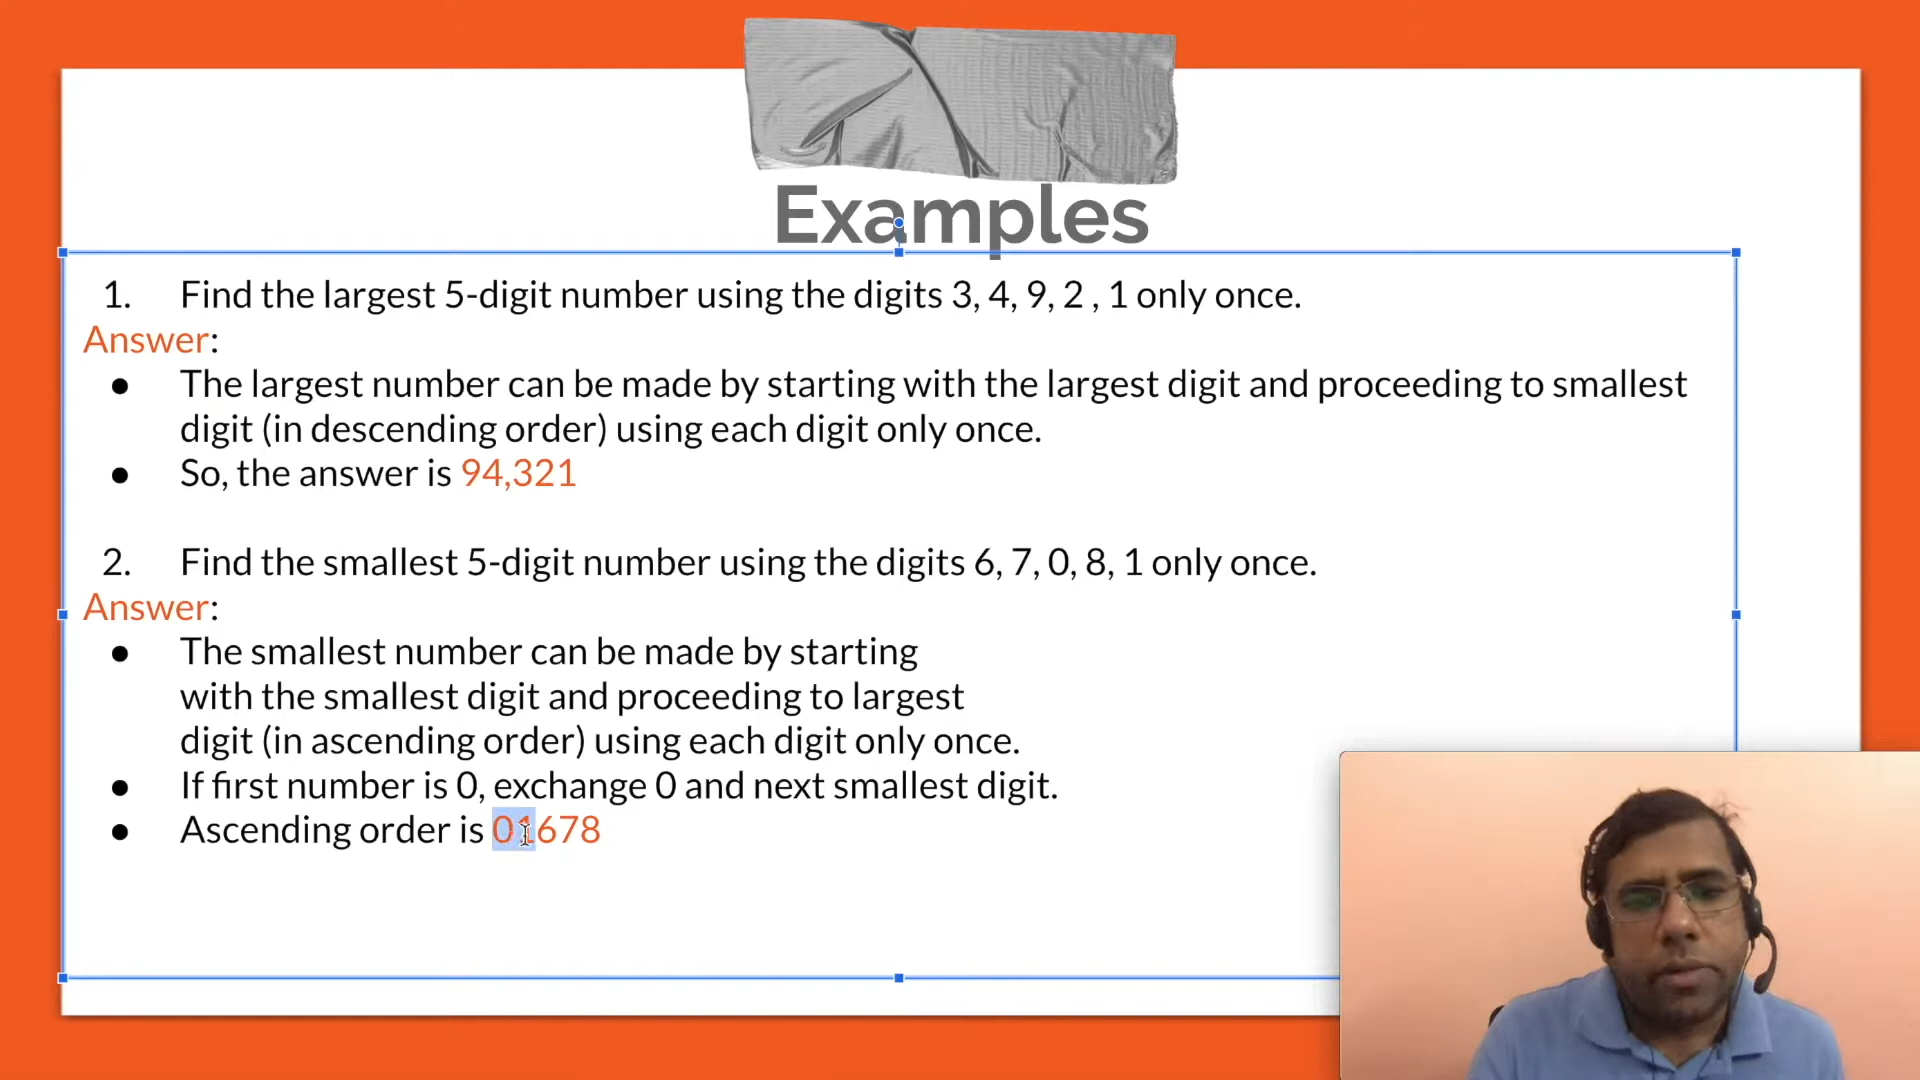 Examples
1. Find the largest 5-digit number using the digits 3, 4, 9, 2 , 1 only once.
Answer:
● The largest number can be made by starting with the largest digit and proceeding to smallest
digit (in descending order) using each digit only once.
● So, the answer is 94,321
2. Find the smallest 5-digit number using the digits 6, 7, 0, 8, 1 only once.
Answer:
● The smallest number can be made by starting
with the smallest digit and proceeding to largest
digit (in ascending order) using each digit only once.
● If first number is 0, exchange 0 and next smallest digit.
● Ascending order is 01678